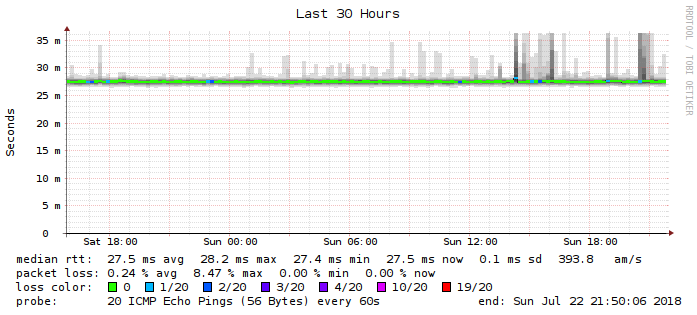 Last 30 Hours
RRDTOOL / TOBI OETIKER
Seconds
35 m
30 m
25 m
20 m
15 m
10 m
5 m
0
Sat 18:00 Sun 00:00 Sun 06:00 Sun 12:00 Sun 18:00
median rtt: 27.5 ms avg 28.2 ms max 27.4 ms min 27.5 ms now 0.1 ms sd 393.8 am/s
packet loss: 0.24 % avg 8.47 % max 0.00 % min 0.00 % now
loss color: 0 1/20 2/20 3/20 4/20 10/20 19/20
probe: 20 ICMP Echo Pings (56 Bytes) every 60s end: Sun Jul 22 21:50:06 2018